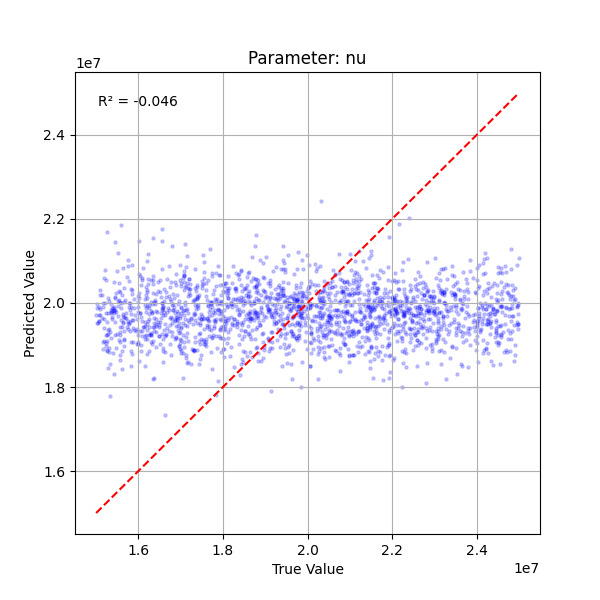 Parameter: nu
1e7
R² = -0.046
2.4
2.2
2.0
1.8
1.6
Predicted Value
1.6
1.8
2.0
2.2
2.4
True Value
1e7